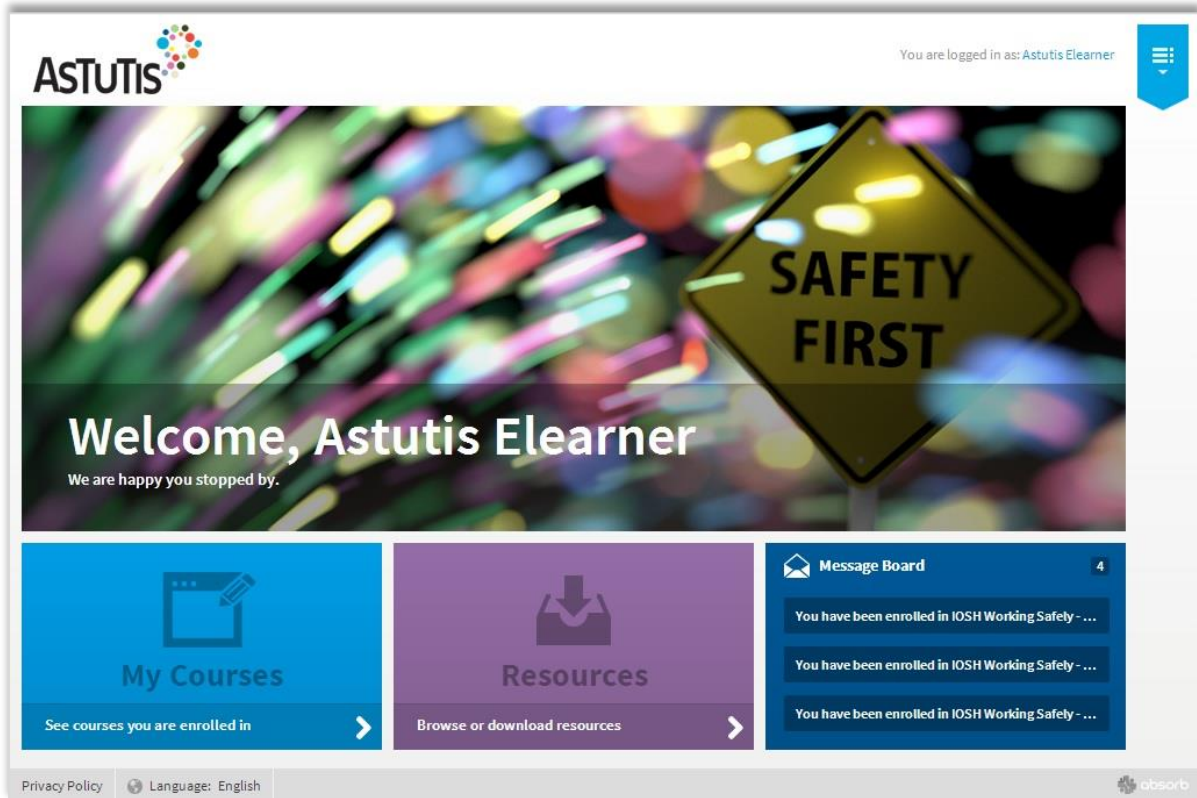 ASTUTIS
You are logged in as: Astutis Elearner
SAFETY
FIRST
Welcome, Astutis Elearner
We are happy you stopped by.
My Courses
See courses you are enrolled in
Resources
Browse or download resources
Message Board 4
You have been enrolled in IOSH Working Safely - ...
You have been enrolled in IOSH Working Safely - ...
You have been enrolled in IOSH Working Safely - ...
Privacy Policy
Language: English
absorb